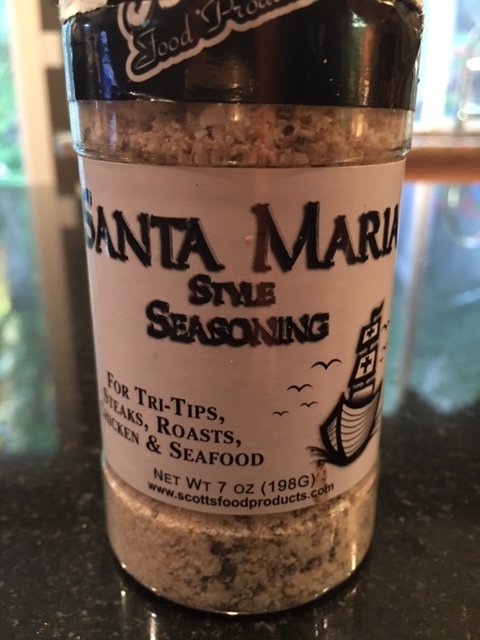 Food Produ
SANTA MARIA
STYLE
SEASONING
FOR TRI-TIPS,
STEAKS, ROASTS,
CHICKEN & SEAFOOD
NET WT 7 OZ (198G)
www.scottsfoodproducts.com